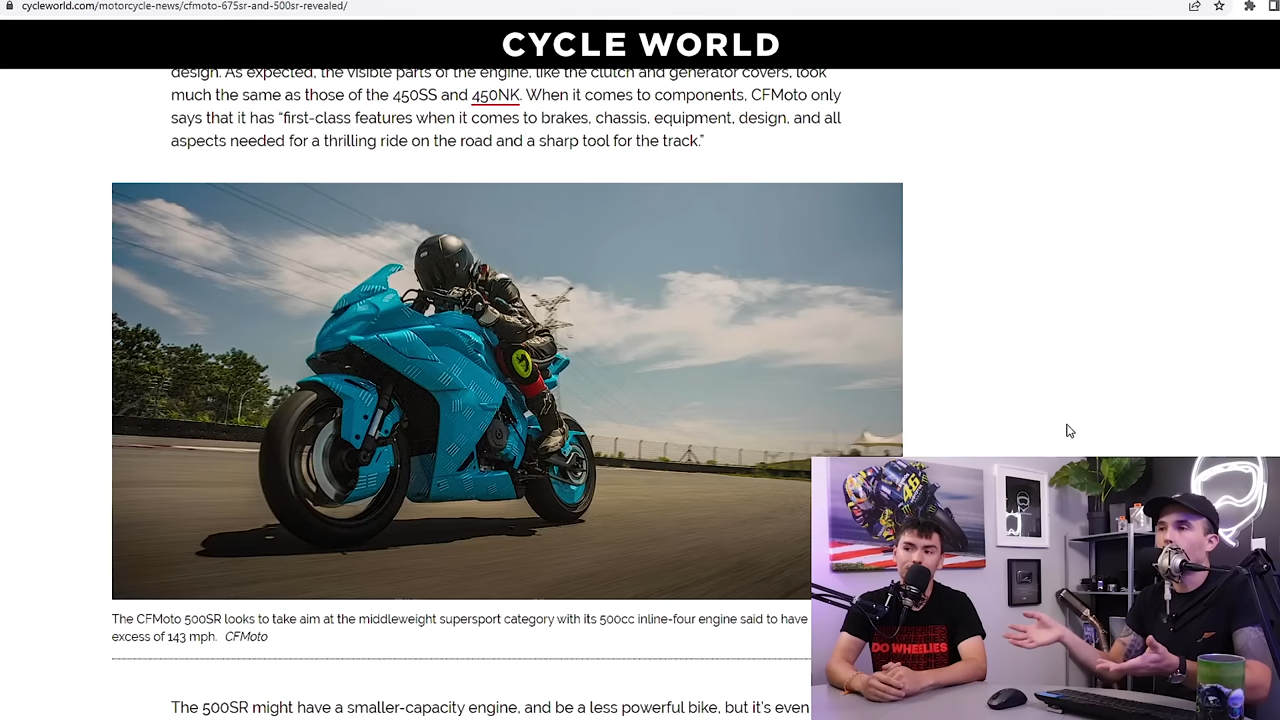 cycleworld.com/motorcycle-news/cfmoto-675sr-and-500sr-revealed/
CYCLE WORLD
design. As expected, the visible parts of the engine, like the clutch and generator covers, look
much the same as those of the 450SS and 450NK. When it comes to components, CFMoto only
says that it has “first-class features when it comes to brakes, chassis, equipment, design, and all
aspects needed for a thrilling ride on the road and a sharp tool for the track.”
The CFMoto 500SR looks to take aim at the middleweight supersport category with its 500cc inline-four engine said to have
excess of 143 mph. CFMoto
The 500SR might have a smaller-capacity engine, and be a less powerful bike, but it’s even
46
DO WHEELIES